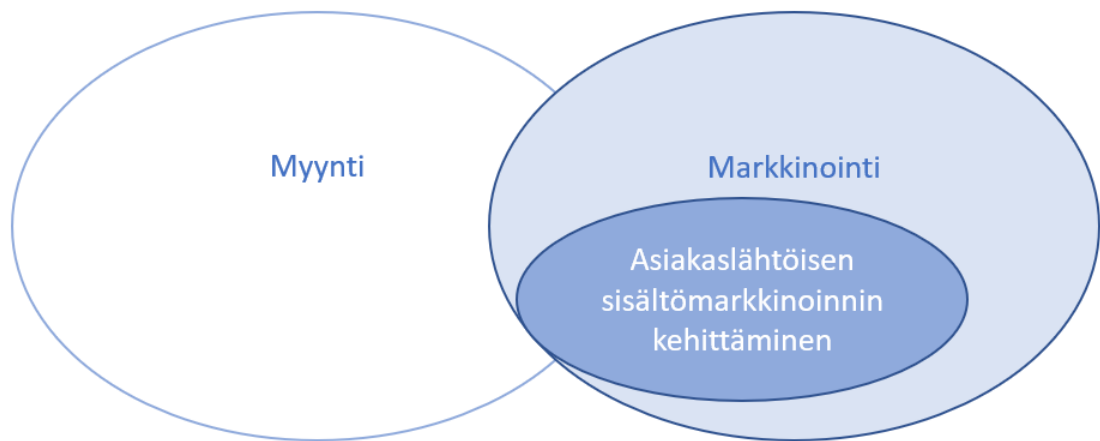 Myynti
Markkinointi
Asiakaslähtöisen
sisältömarkkinoinnin
kehittäminen